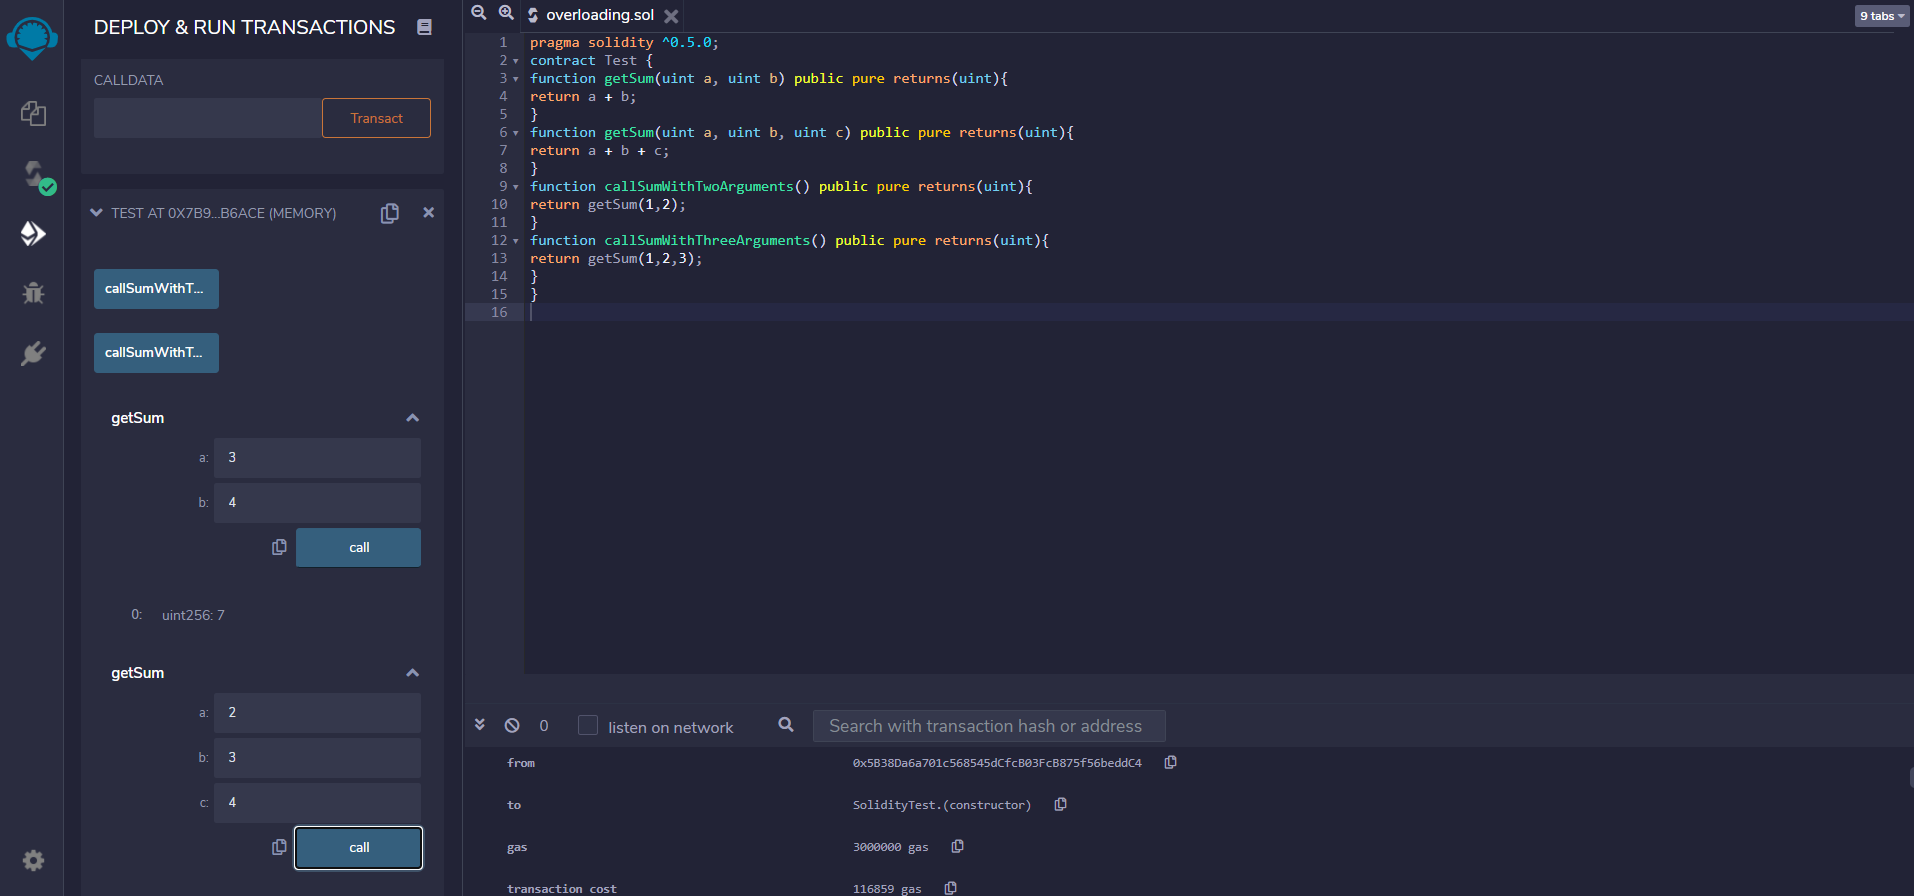 DEPLOY & RUN TRANSACTIONS
CALLDATA
Transact
TEST AT 0X7B9...B6ACE (MEMORY)
callSumWithT...
callSumWithT...
getSum
a: 3
b: 4
call
0: uint256: 7
getSum
a: 2
b: 3
c: 4
call
overloading.sol
9 tabs
1 pragma solidity ^0.5.0;
2 contract Test {
3 function getSum(uint a, uint b) public pure returns(uint){
4 return a + b;
5 }
6 function getSum(uint a, uint b, uint c) public pure returns(uint){
7 return a + b + c;
8 }
9 function callSumWithTwoArguments() public pure returns(uint){
10 return getSum(1,2);
11 }
12 function callSumWithThreeArguments() public pure returns(uint){
13 return getSum(1,2,3);
14 }
15 }
16
0 listen on network Search with transaction hash or address
from 0x5B38Da6a701c568545dCfcB03FcB875f56beddC4
to SolidityTest.(constructor)
gas 3000000 gas
transaction cost 116859 gas